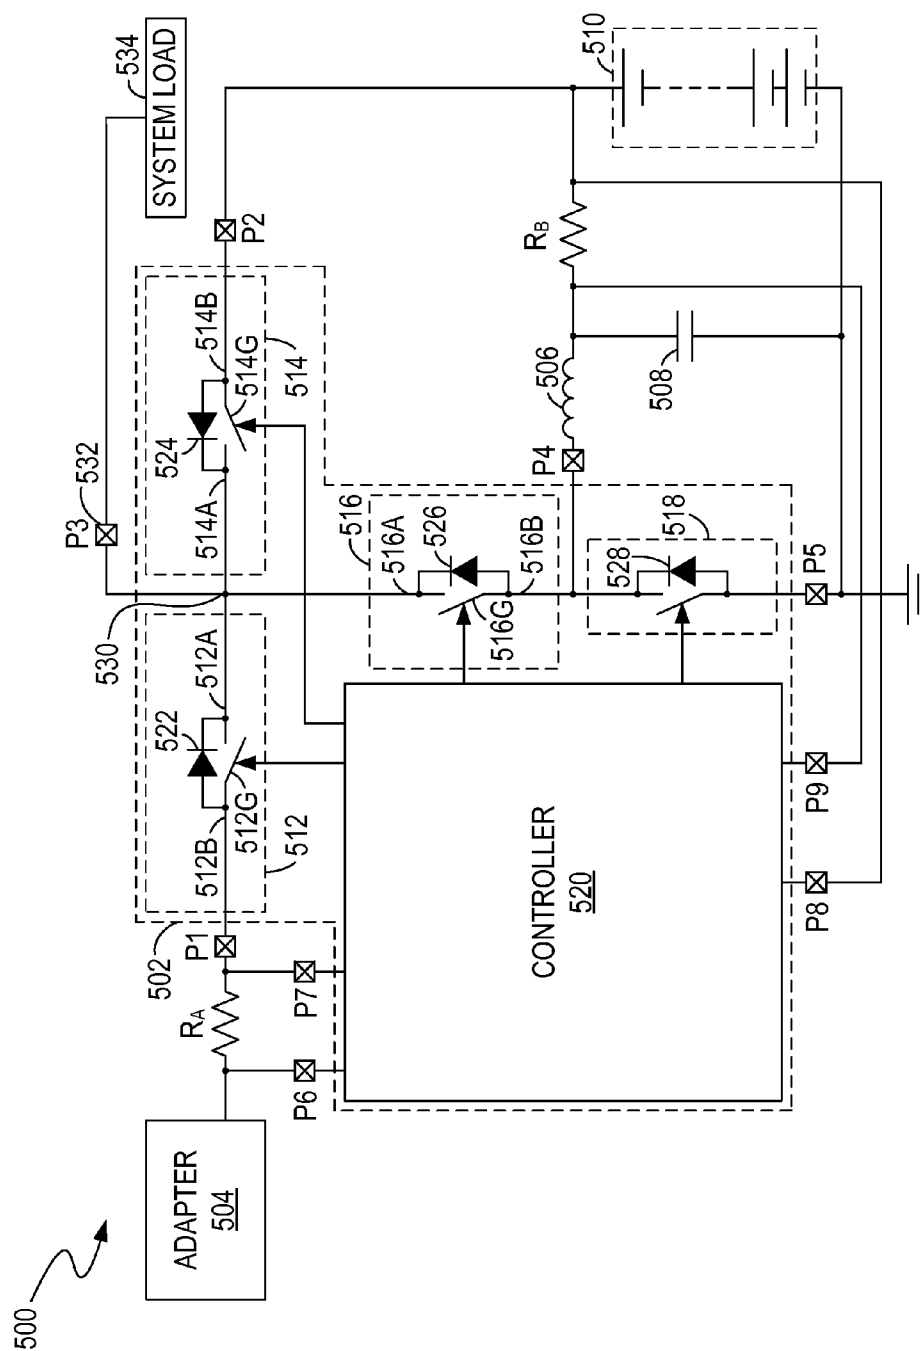 500
ADAPTER
504
RA
P6
P7
P1
502
512
512B
512G
522
512A
530
P3
532
534
SYSTEM LOAD
514A
524
514B
514G
514
P2
516
516A
526
516G
516B
518
528
P4
P5
506
508
RB
510
CONTROLLER
520
P8
P9